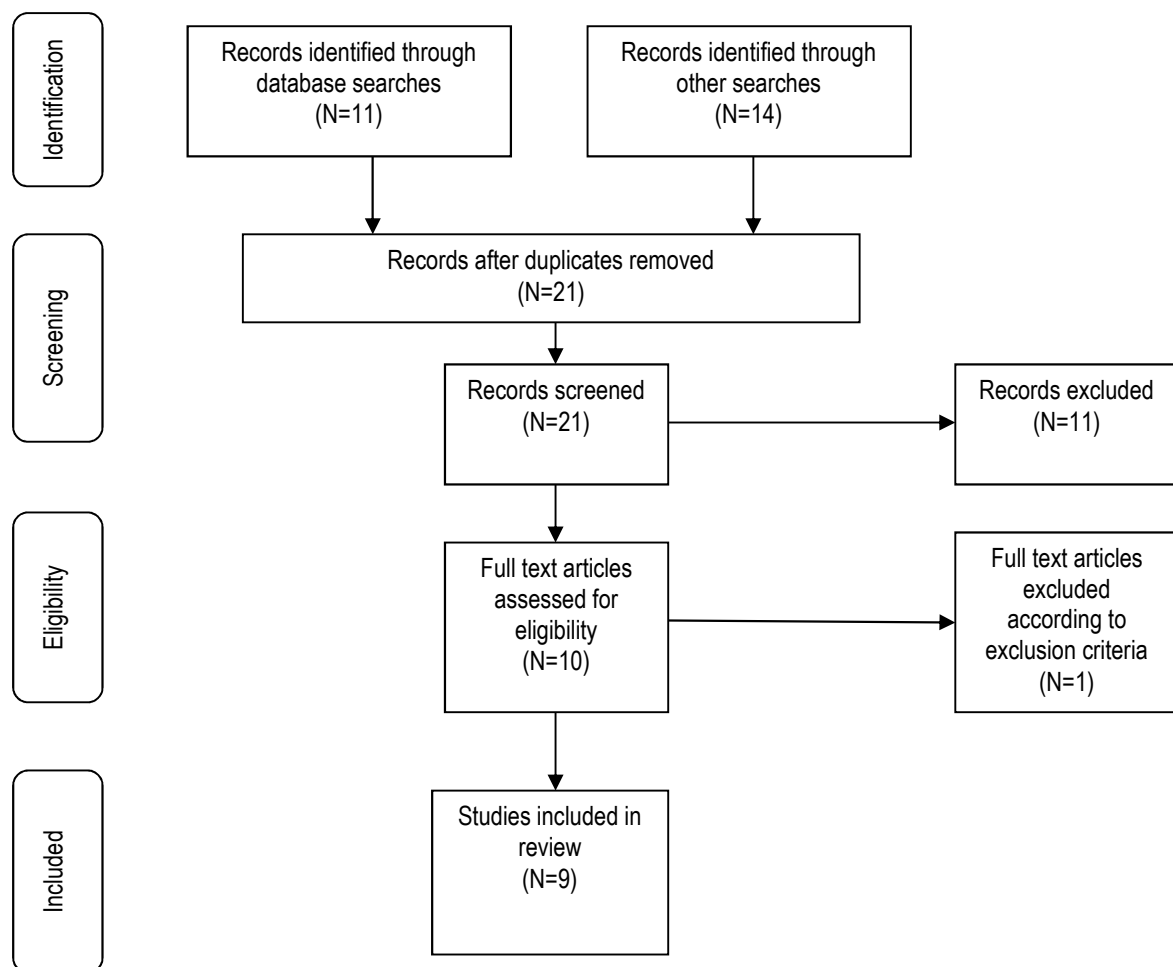 Identification
Records identified through
database searches
(N=11)
Records identified through
other searches
(N=14)
Screening
Records after duplicates removed
(N=21)
Records screened
(N=21)
Records excluded
(N=11)
Eligibility
Full text articles
assessed for
eligibility
(N=10)
Full text articles
excluded
according to
exclusion criteria
(N=1)
Included
Studies included in
review
(N=9)